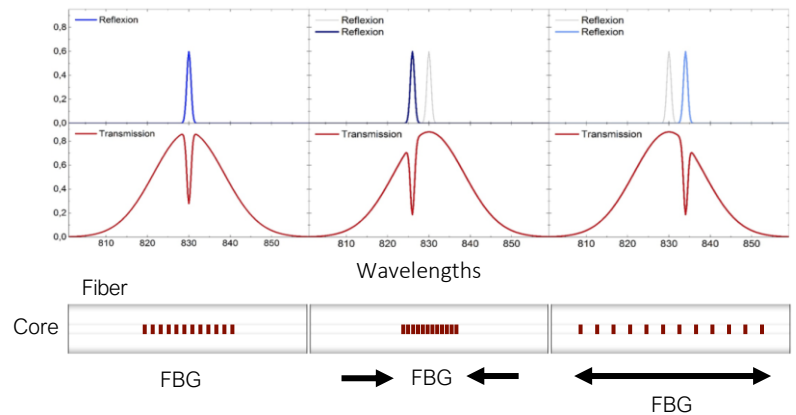 Reflexion
Reflexion
Reflexion
Reflexion
Reflexion
0,8
0,6
0,4
0,2
0,0
Transmission
Transmission
Transmission
0,8
0,6
0,4
0,2
0,0
810 820 830 840 850
810 820 830 840 850
810 820 830 840 850
Wavelengths
Fiber
Core
FBG
FBG
FBG